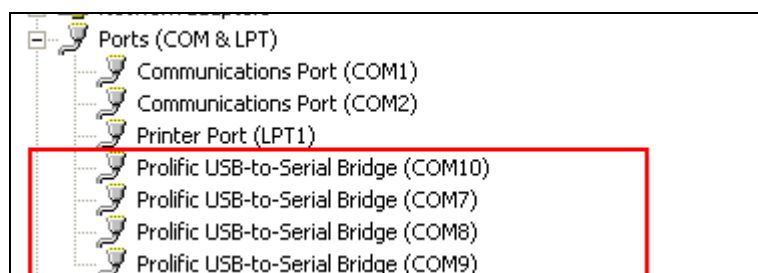 Ports (COM & LPT)
Communications Port (COM1)
Communications Port (COM2)
Printer Port (LPT1)
Prolific USB-to-Serial Bridge (COM10)
Prolific USB-to-Serial Bridge (COM7)
Prolific USB-to-Serial Bridge (COM8)
Prolific USB-to-Serial Bridge (COM9)